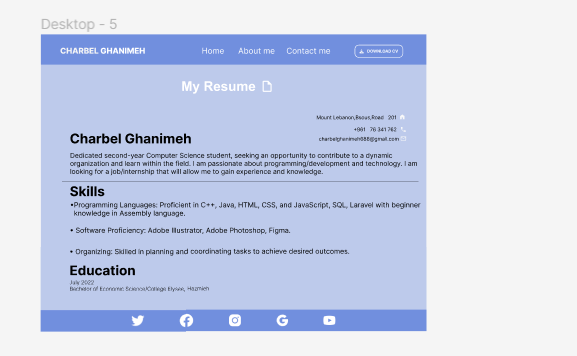 Desktop - 5
CHARBEL GHANIMEH Home About me Contact me DOWNLOAD CV
My Resume
Mount Lebanon,Bsous,Road 201
+961 76 341 762
charbelghanimeh686@gmail.com
Charbel Ghanimeh
Dedicated second-year Computer Science student, seeking an opportunity to contribute to a dynamic
organization and learn within the field. I am passionate about programming/development and technology. I am
looking for a job/internship that will allow me to gain experience and knowledge.
Skills
•Programming Languages: Proficient in C++, Java, HTML, CSS, and JavaScript, SQL, Laravel with beginner
knowledge in Assembly language.
• Software Proficiency: Adobe Illustrator, Adobe Photoshop, Figma.
• Organizing: Skilled in planning and coordinating tasks to achieve desired outcomes.
Education
July 2022
Bachelor of Economic Science/College Elysee, Hazmieh